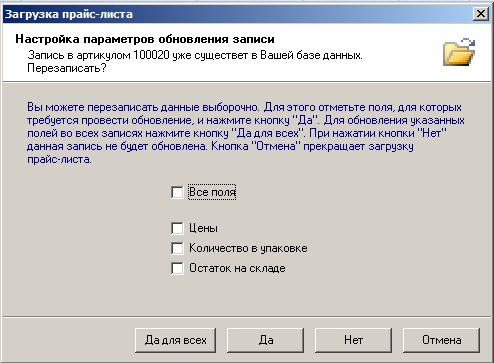 Загрузка прайс-листа
Настройка параметров обновления записи
Запись в артикулом 100020 уже существет в Вашей базе данных.
Перезаписать?
Вы можете перезаписать данные выборочно. Для этого отметьте поля, для которых
требуется провести обновление, и нажмите кнопку "Да". Для обновления указанных
полей во всех записях нажмите кнопку "Да для всех". При нажатии кнопки "Нет"
данная запись не будет обновлена. Кнопка "Отмена" прекращает загрузку
прайс-листа.
Все поля
Цены
Количество в упаковке
Остаток на складе
Да для всех Да Нет Отмена